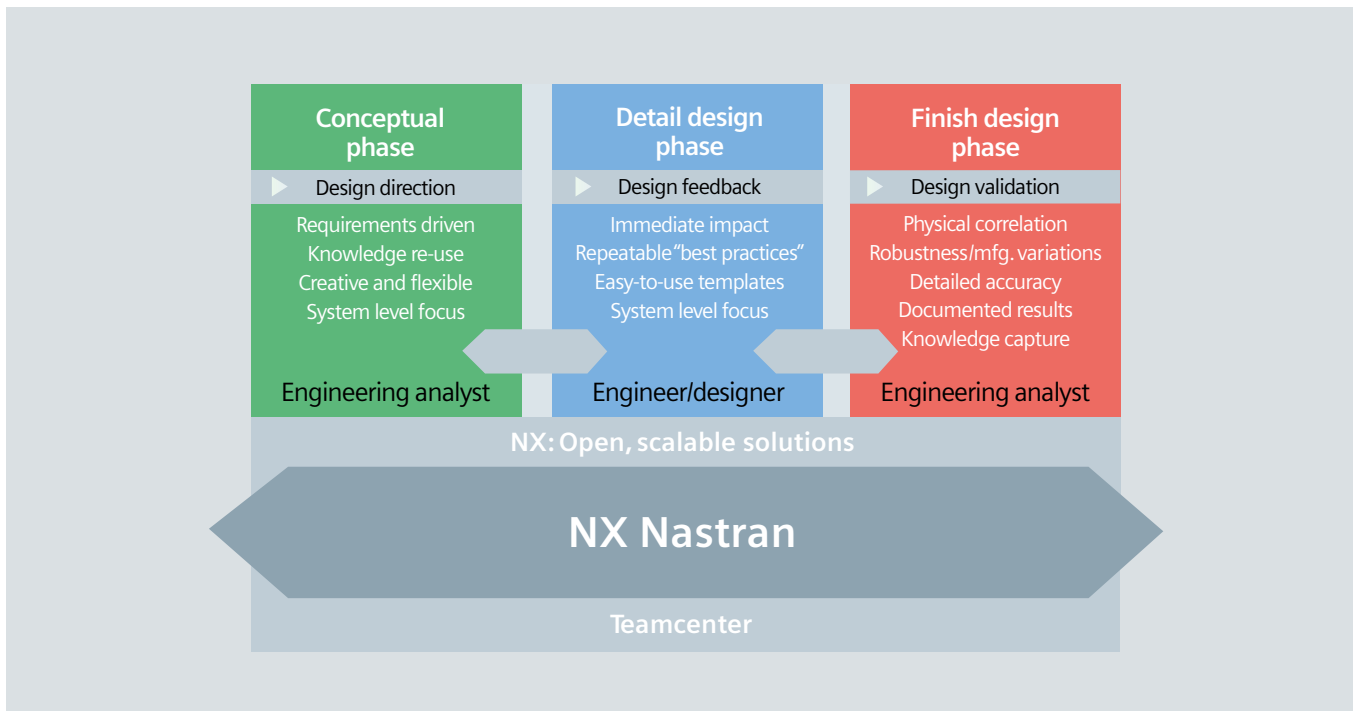 Conceptual
phase
Design direction
Requirements driven
Knowledge re-use
Creative and flexible
System level focus
Engineering analyst
Detail design
phase
Design feedback
Immediate impact
Repeatable “best practices”
Easy-to-use templates
System level focus
Engineer/designer
Finish design
phase
Design validation
Physical correlation
Robustness/mfg. variations
Detailed accuracy
Documented results
Knowledge capture
Engineering analyst
NX: Open, scalable solutions
NX Nastran
Teamcenter